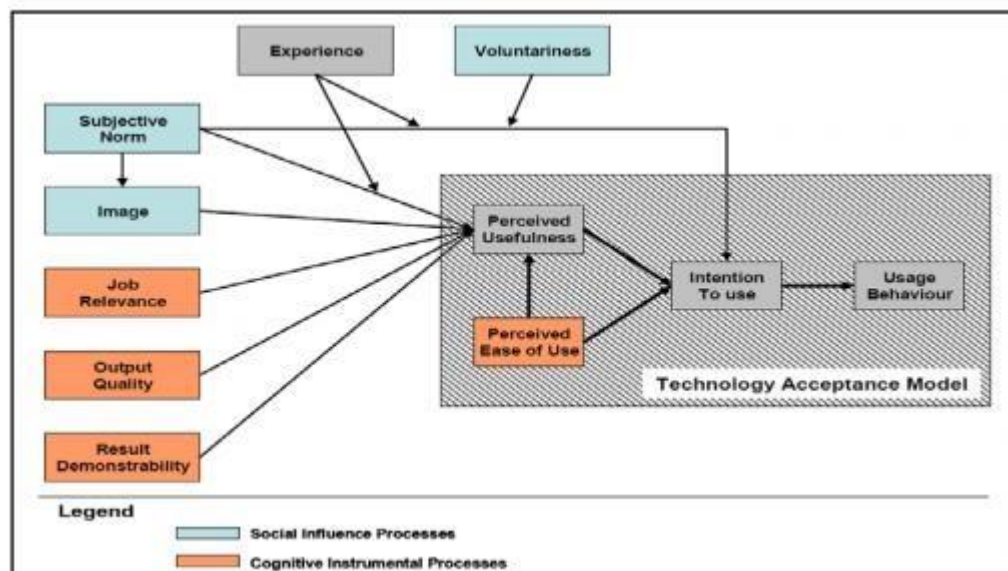 Experience
Voluntariness
Subjective
Norm
Image
Perceived
Usefulness
Job
Relevance
Intention
To use
Usage
Behaviour
Perceived
Ease of Use
Output
Quality
Technology Acceptance Model
Result
Demonstrability
Legend
Social Influence Processes
Cognitive Instrumental Processes